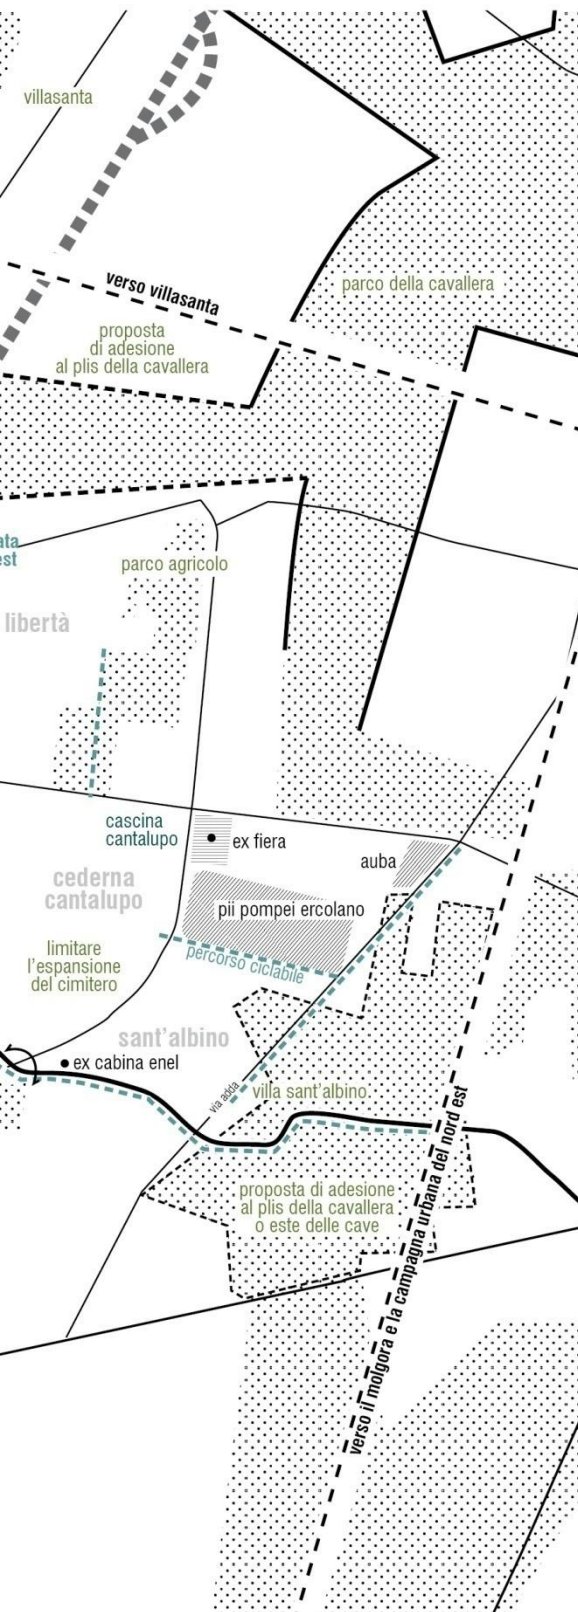 villasanta
verso villasanta
parco della cavallera
proposta
di adesione
al plis della cavallera
ata
est
parco agricolo
libertà
cascina
cantalupo
ex fiera
auba
cederna
cantalupo
pii pompei ercolano
limitare
l'espansione
del cimitero
percorso ciclabile
sant'albino
ex cabina enel
via adda
villa sant'albino
proposta di adesione
al plis della cavallera
o este delle cave
verso il molgora e la campagna urbana del nord est